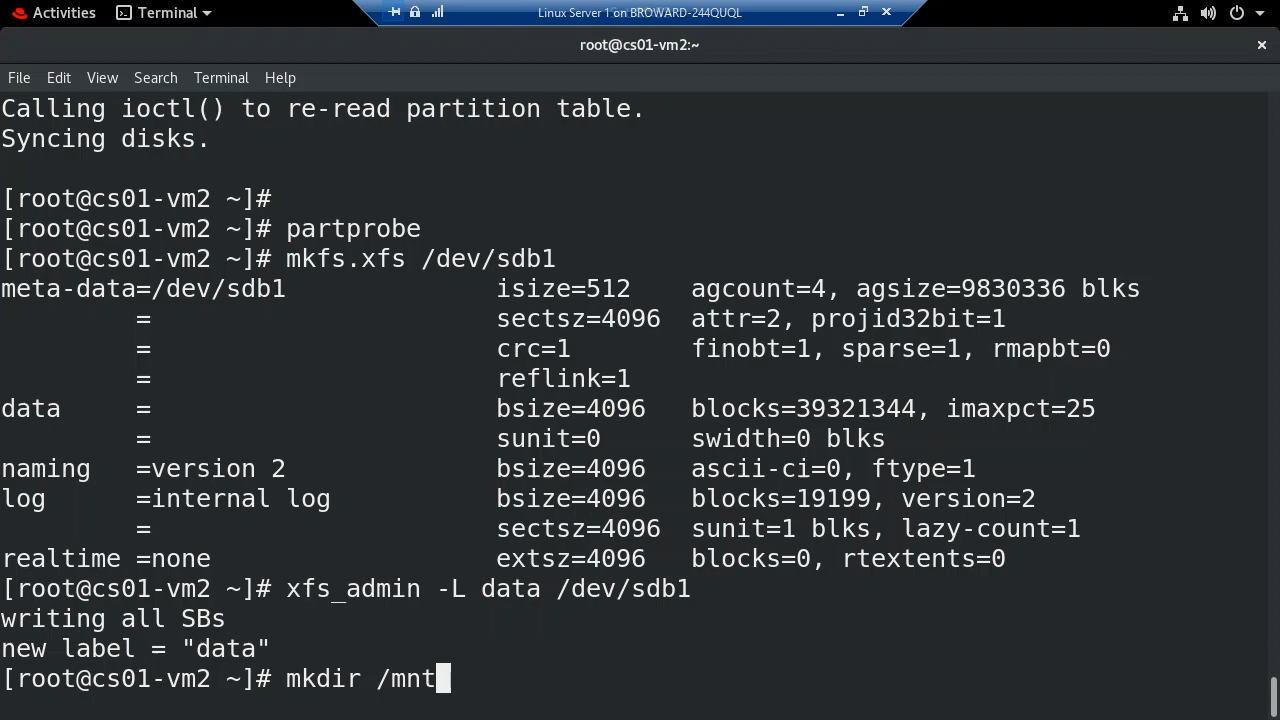 Activities Terminal Linux Server 1 on BROWARD-244QUQL
root@cs01-vm2:~
File Edit View Search Terminal Help
Calling ioctl() to re-read partition table.
Syncing disks.
[root@cs01-vm2 ~]#
[root@cs01-vm2 ~]# partprobe
[root@cs01-vm2 ~]# mkfs.xfs /dev/sdb1
meta-data=/dev/sdb1              isize=512    agcount=4, agsize=9830336 blks
         =                       sectsz=4096  attr=2, projid32bit=1
         =                       crc=1        finobt=1, sparse=1, rmapbt=0
         =                       reflink=1
data     =                       bsize=4096   blocks=39321344, imaxpct=25
         =                       sunit=0      swidth=0 blks
naming   =version 2              bsize=4096   ascii-ci=0, ftype=1
log      =internal log           bsize=4096   blocks=19199, version=2
         =                       sectsz=4096  sunit=1 blks, lazy-count=1
realtime =none                   extsz=4096   blocks=0, rtextents=0
[root@cs01-vm2 ~]# xfs_admin -L data /dev/sdb1
writing all SBs
new label = "data"
[root@cs01-vm2 ~]# mkdir /mnt